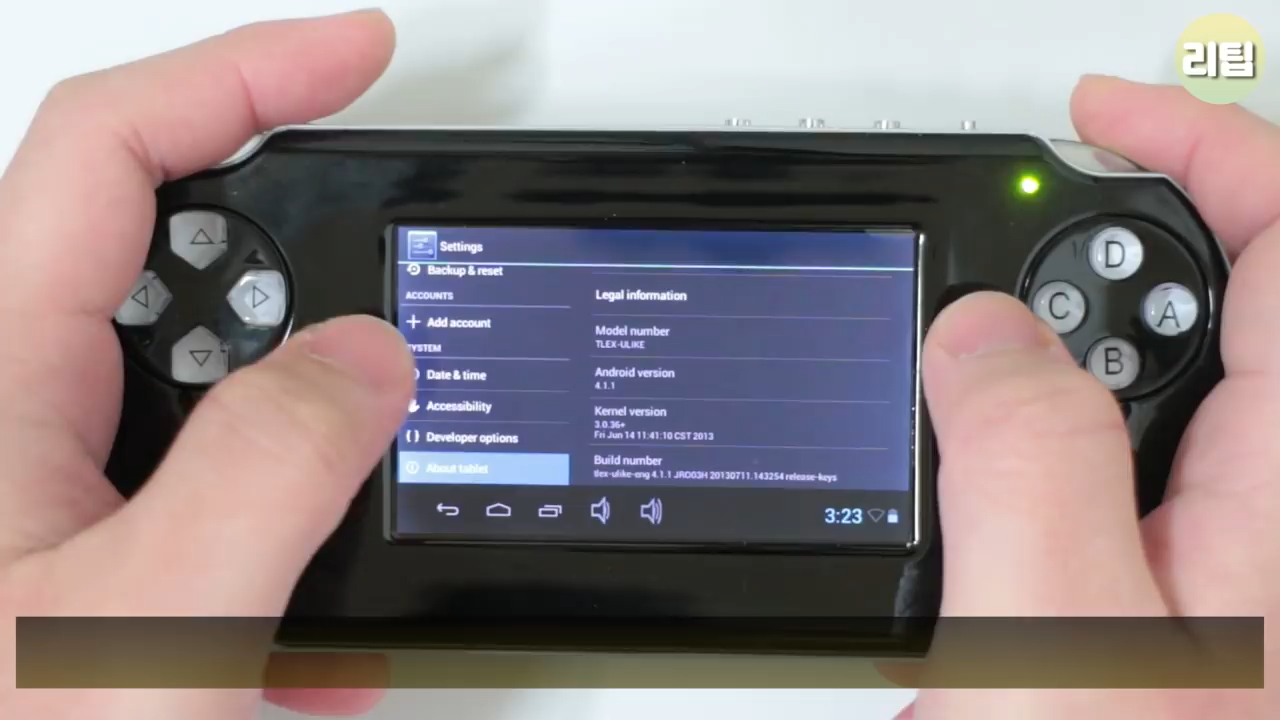 리팁
Settings
Backup & reset
ACCOUNTS
Add account
SYSTEM
Date & time
Accessibility
Developer options
About tablet
Legal information
Model number
TLEX-ULIKE
Android version
4.1.1
Kernel version
3.0.36+
Fri Jun 14 11:41:10 CST 2013
Build number
tlex-ulike-eng 4.1.1 JRO03H 20130711.143254 release-keys
3:23
D
C
A
B